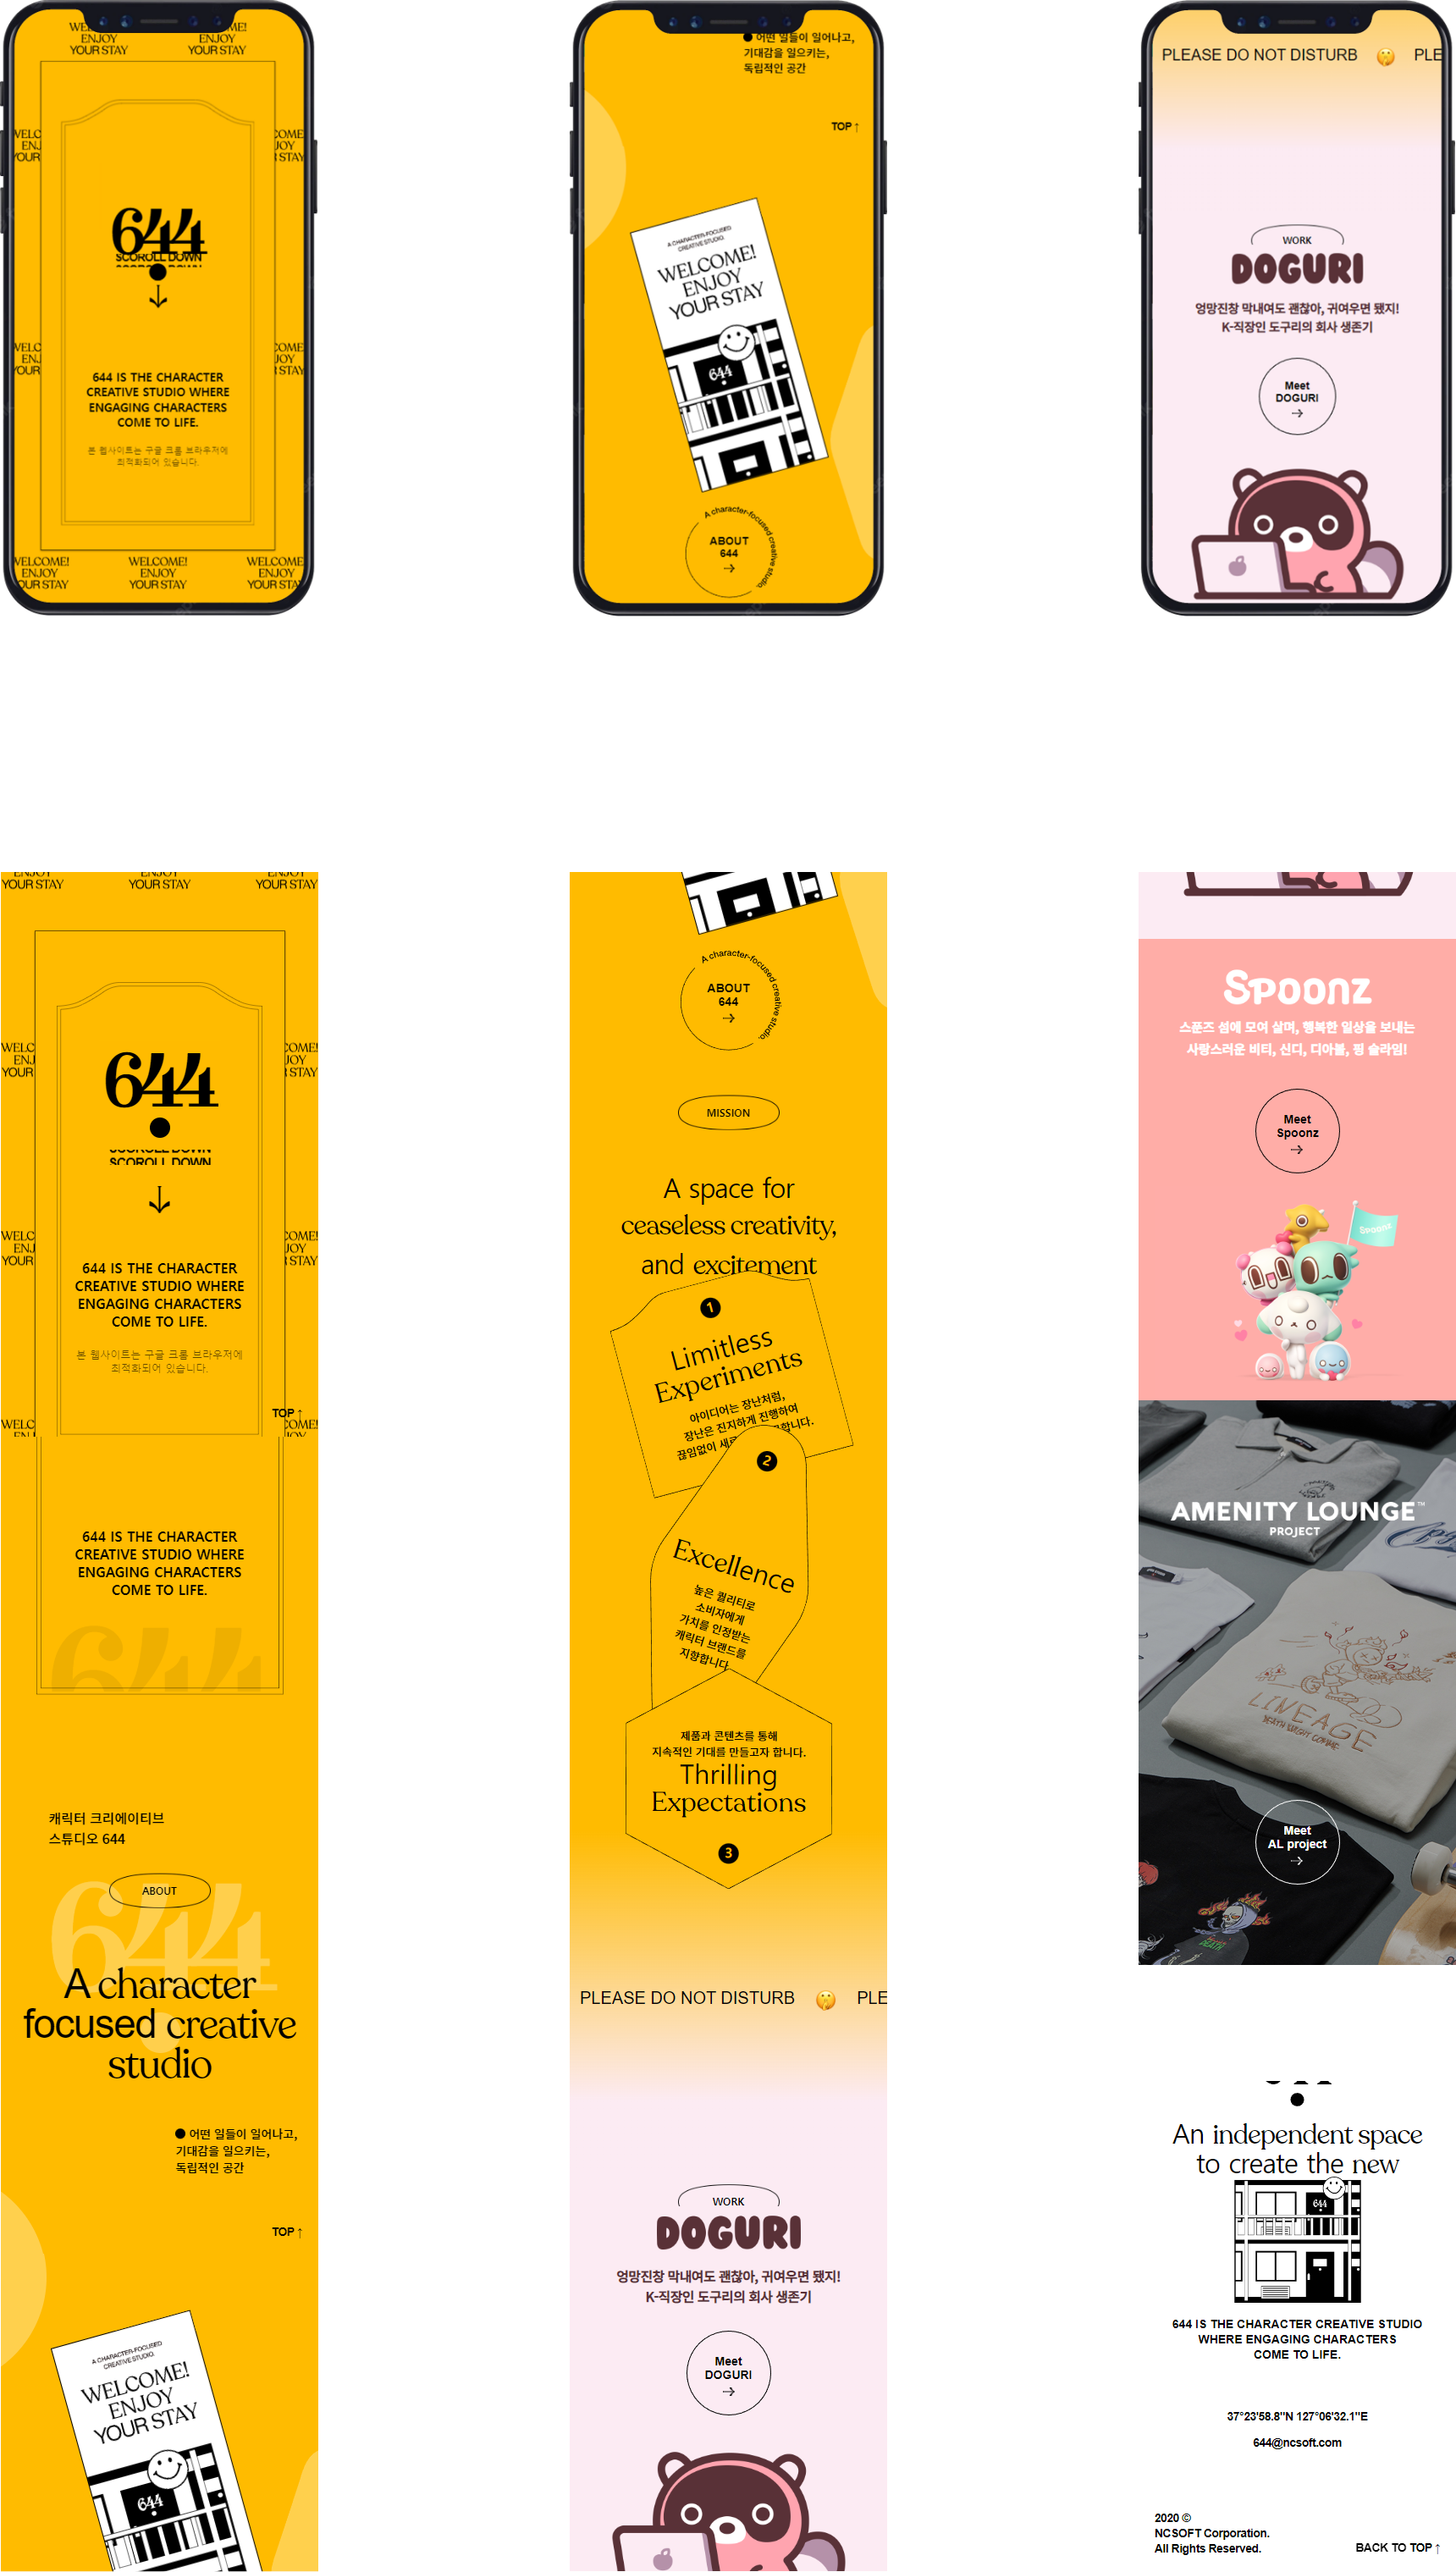 ENJOY
YOUR STAY
ENJOY
YOUR STAY
644
SCOROLL DOWN
644 IS THE CHARACTER
CREATIVE STUDIO WHERE
ENGAGING CHARACTERS
COME TO LIFE.
본 웹사이트는 구글 크롬 브라우저에
최적화되어 있습니다.
WELCOME!
ENJOY
YOUR STAY
WELCOME!
ENJOY
YOUR STAY
WELCOME!
ENJOY
YOUR STAY
어떤 일들이 일어나고,
기대감을 일으키는,
독립적인 공간
TOP ↑
A CHARACTER-FOCUSED
CREATIVE STUDIO.
WELCOME!
ENJOY
YOUR STAY
644
A character-focused creative studio.
ABOUT
644
PLEASE DO NOT DISTURB 🤫 PLE
WORK
DOGURI
엉망진창 막내여도 괜찮아, 귀여우면 됐지!
K-직장인 도구리의 회사 생존기
Meet
DOGURI
YOUR STAY
YOUR STAY
YOUR STAY
644
SCOROLL DOWN
644 IS THE CHARACTER
CREATIVE STUDIO WHERE
ENGAGING CHARACTERS
COME TO LIFE.
본 웹사이트는 구글 크롬 브라우저에
최적화되어 있습니다.
TOP ↑
644 IS THE CHARACTER
CREATIVE STUDIO WHERE
ENGAGING CHARACTERS
COME TO LIFE.
644
캐릭터 크리에이티브
스튜디오 644
ABOUT
644
A character
focused creative
studio
어떤 일들이 일어나고,
기대감을 일으키는,
독립적인 공간
TOP ↑
A CHARACTER-FOCUSED
CREATIVE STUDIO.
WELCOME!
ENJOY
YOUR STAY
644
A character-focused creative studio.
ABOUT
644
MISSION
A space for
ceaseless creativity,
and excitement
1
Limitless
Experiments
아이디어는 장난처럼,
장난은 진지하게 진행하여
끊임없이
2
Excellence
높은 퀄리티로
소비자에게
가치를 인정받는
캐릭터 브랜드를
지향합니다
제품과 콘텐츠를 통해
지속적인 기대를 만들고자 합니다.
Thrilling
Expectations
3
PLEASE DO NOT DISTURB 🤫 PLE
WORK
DOGURI
엉망진창 막내여도 괜찮아, 귀여우면 됐지!
K-직장인 도구리의 회사 생존기
Meet
DOGURI
Spoonz
스푼즈 섬에 모여 살며, 행복한 일상을 보내는
사랑스러운 비티, 신디, 디아볼, 핑 슬라임!
Meet
Spoonz
Spoonz
AMENITY LOUNGE™
PROJECT
LINEAGE
Meet
AL project
An independent space
to create the new
644
644 IS THE CHARACTER CREATIVE STUDIO
WHERE ENGAGING CHARACTERS
COME TO LIFE.
37°23'58.8"N 127°06'32.1"E
644@ncsoft.com
2020 ©
NCSOFT Corporation.
All Rights Reserved.
BACK TO TOP ↑